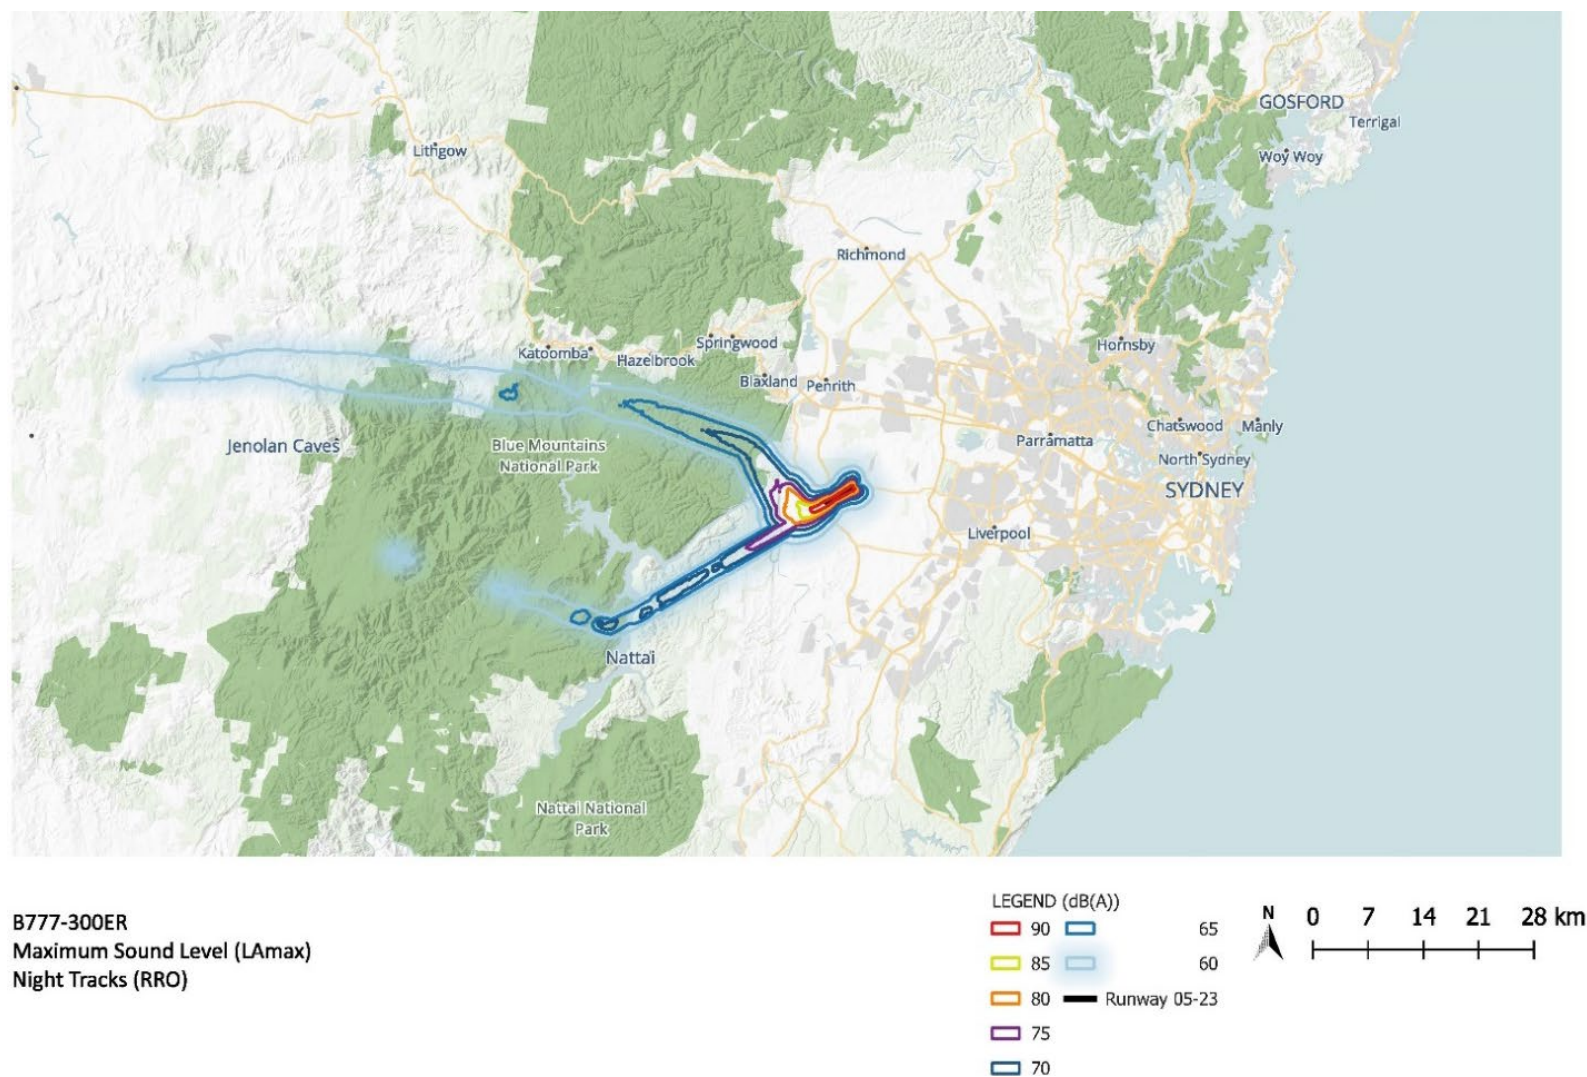 GOSFORD
Terrigal
Lithgow
Woy Woy
Richmond
Springwood
Hornsby
Katoomba
Hazelbrook
Blaxland
Penrith
Chatswood
Manly
Jenolan Caves
Blue Mountains
National Park
Parramatta
North Sydney
SYDNEY
Liverpool
Nattai
Nattai National
Park
B777-300ER
Maximum Sound Level (LAmax)
Night Tracks (RRO)
LEGEND (dB(A))
90 65
85 60
80 Runway 05-23
75
70
N
0 7 14 21 28 km